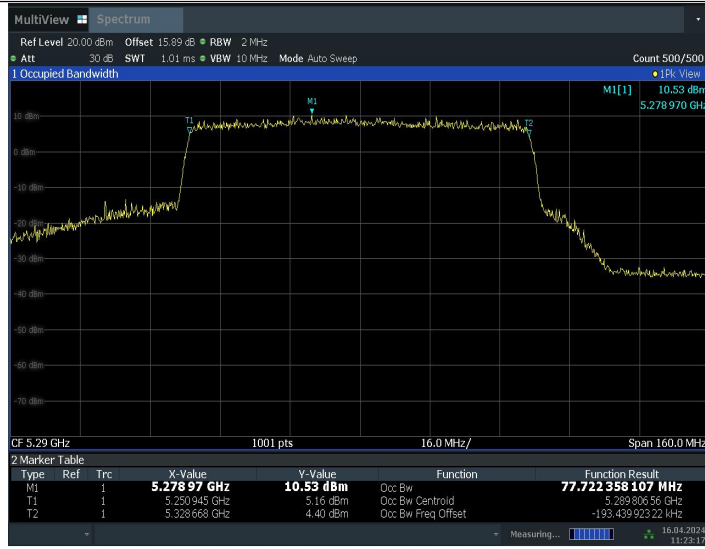 MultiView Spectrum
Ref Level 20.00 dBm Offset 15.89 dB RBW 2 MHz
Att 30 dB SWT 1.01 ms VBW 10 MHz Mode Auto Sweep Count 500/500
1 Occupied Bandwidth 1Pk View
M1[1] 10.53 dBm
5.278 970 GHz
M1
10 dBm
T1
T2
0 dBm
-10 dBm
-20 dBm
-30 dBm
-40 dBm
-50 dBm
-60 dBm
-70 dBm
CF 5.29 GHz 1001 pts 16.0 MHz/ Span 160.0 MHz
2 Marker Table
Type Ref Trc X-Value Y-Value Function Function Result
M1 1 5.278 97 GHz 10.53 dBm Occ Bw 77.722 358 107 MHz
T1 1 5.250 945 GHz 5.16 dBm Occ Bw Centroid 5.289 806 56 GHz
T2 1 5.328 668 GHz 4.40 dBm Occ Bw Freq Offset -193.439 923 22 kHz
Measuring... 16.04.2024
11:23:17